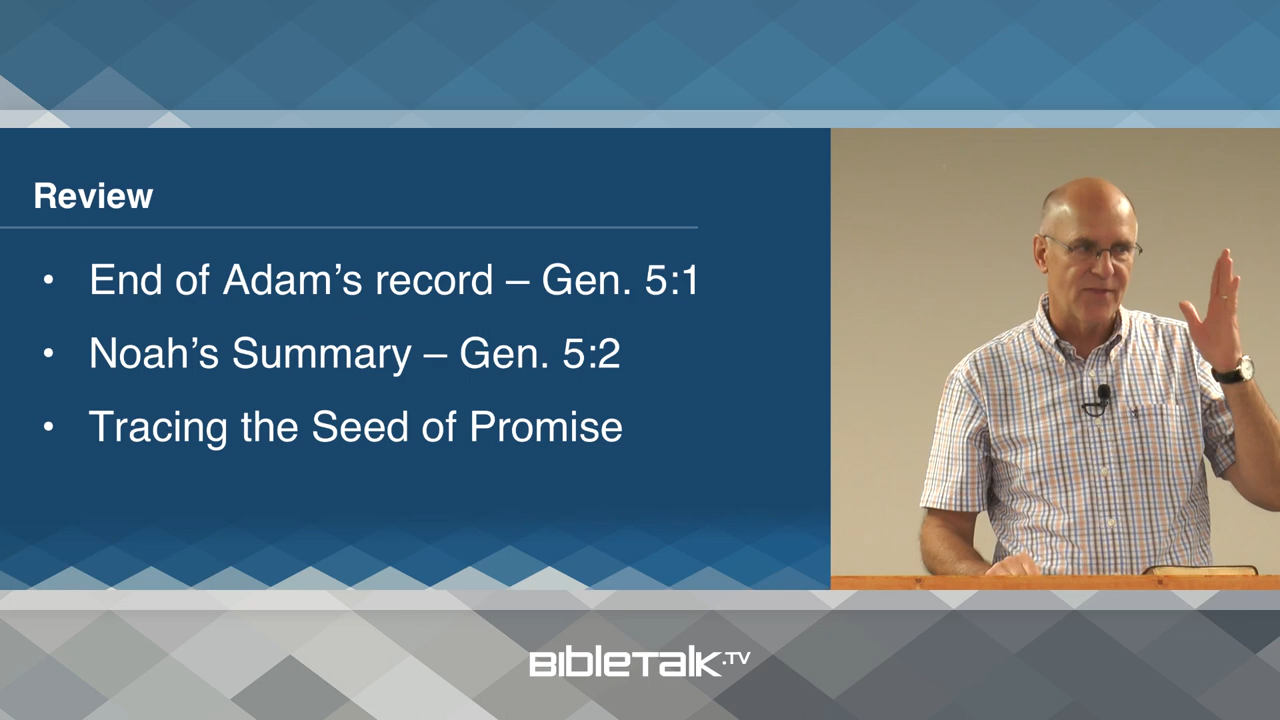 Review
• End of Adam’s record – Gen. 5:1
• Noah’s Summary – Gen. 5:2
• Tracing the Seed of Promise
BIBLETALK.TV